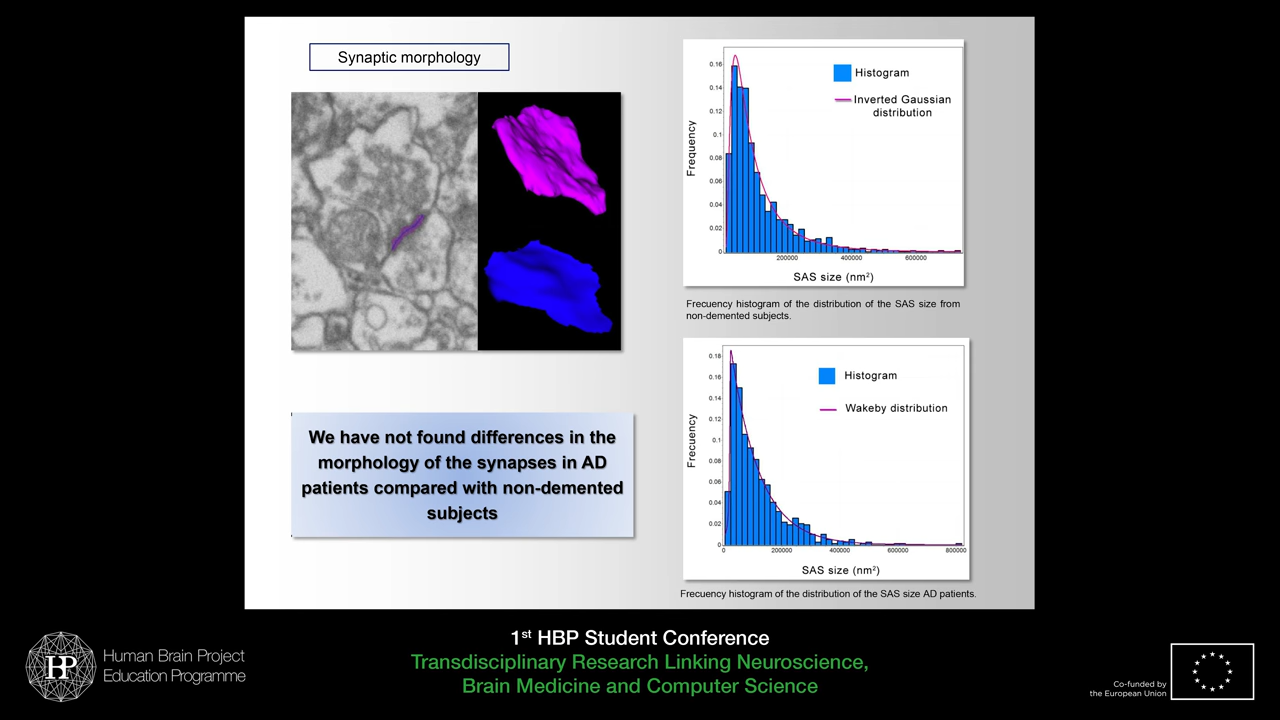 Synaptic morphology
0.16
0.14
0.12
0.1
0.08
0.06
0.04
0.02
0
Frequency
Histogram
Inverted Gaussian
distribution
200000
400000
600000
SAS size (nm²)
Frecuency histogram of the distribution of the SAS size from
non-demented subjects.
0.18
0.16
0.14
0.12
0.1
0.08
0.06
0.04
0.02
0
Frecuency
Histogram
Wakeby distribution
0
200000
400000
600000
800000
SAS size (nm²)
Frecuency histogram of the distribution of the SAS size AD patients.
We have not found differences in the
morphology of the synapses in AD
patients compared with non-demented
subjects
HP
Human Brain Project
Education Programme
1st HBP Student Conference
Transdisciplinary Research Linking Neuroscience,
Brain Medicine and Computer Science
Co-funded by
the European Union